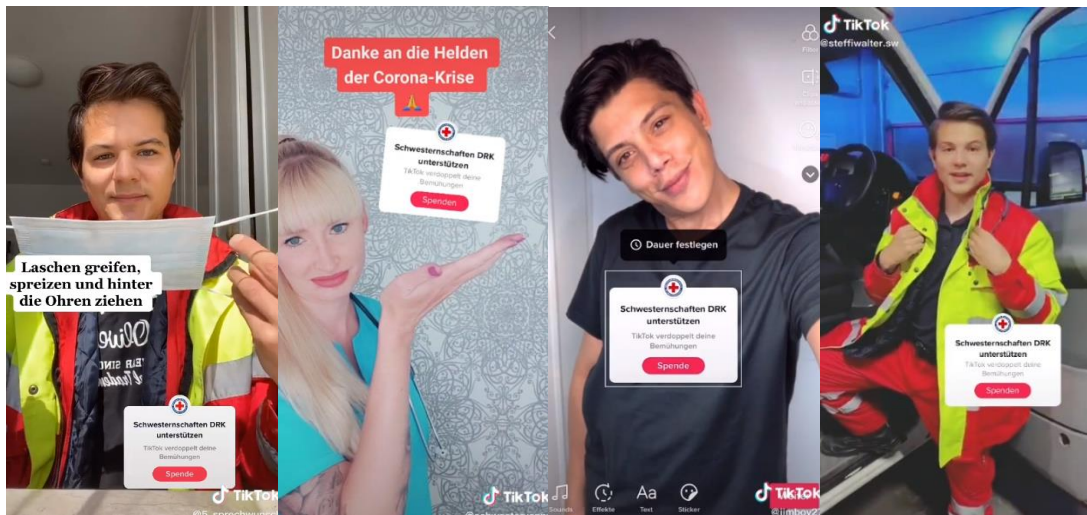 Laschen greifen,
spreizen und hinter
die Ohren ziehen
Schwesternschaften DRK
unterstützen
TikTok verdoppelt deine
Bemühungen
Spende
TikTok
Danke an die Helden
der Corona-Krise
Schwesternschaften DRK
unterstützen
TikTok verdoppelt deine
Bemühungen
Spenden
TikTok
Dauer festlegen
Schwesternschaften DRK
unterstützen
TikTok verdoppelt deine
Bemühungen
Spende
Sounds
Effekte
Aa
Text
Sticker
TikTok
TikTok
@steffiwalter.sw
Schwesternschaften DRK
unterstützen
TikTok verdoppelt deine
Bemühungen
Spenden